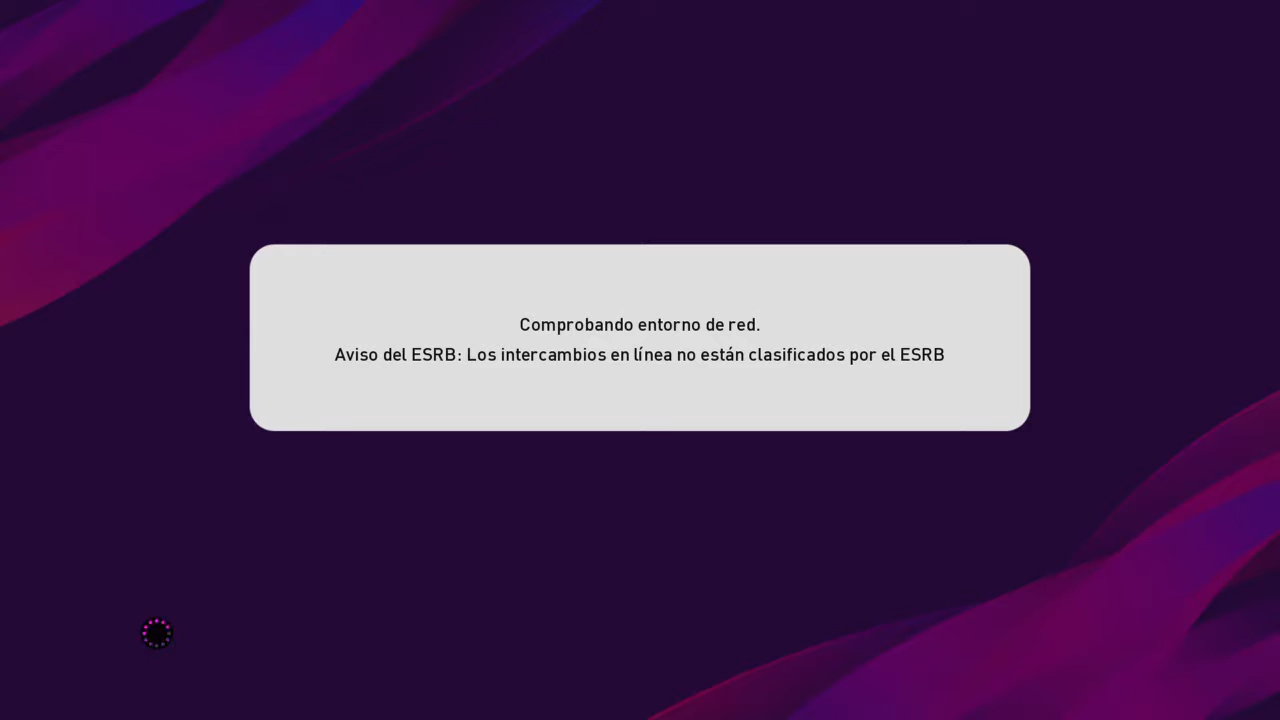 Comprobando entorno de red.
Aviso del ESRB: Los intercambios en línea no están clasificados por el ESRB